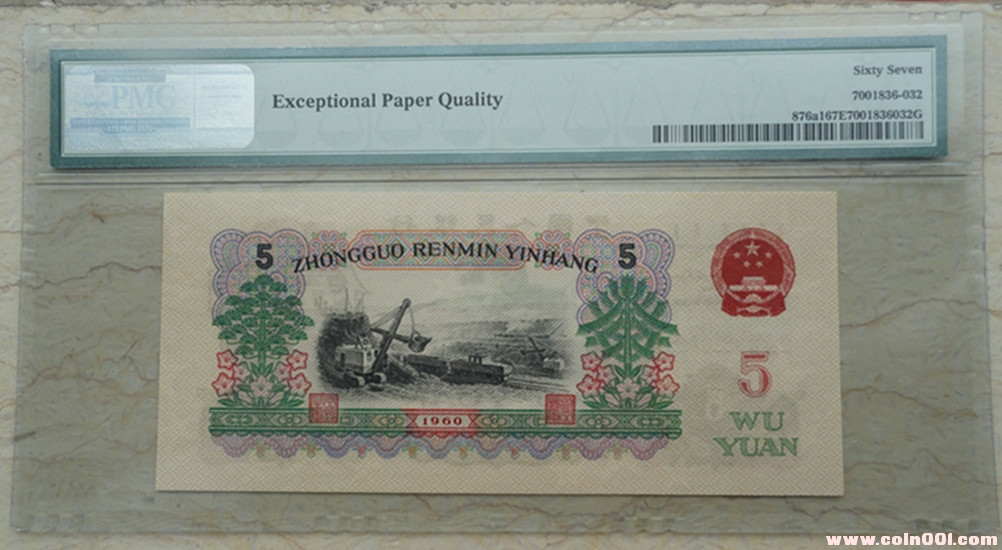 PMG
Exceptional Paper Quality
Sixty Seven
7001836-032
876a167E7001836032G
5 ZHONGGUO RENMIN YINHANG 5
1960
5
WU
YUAN
www.coin001.com